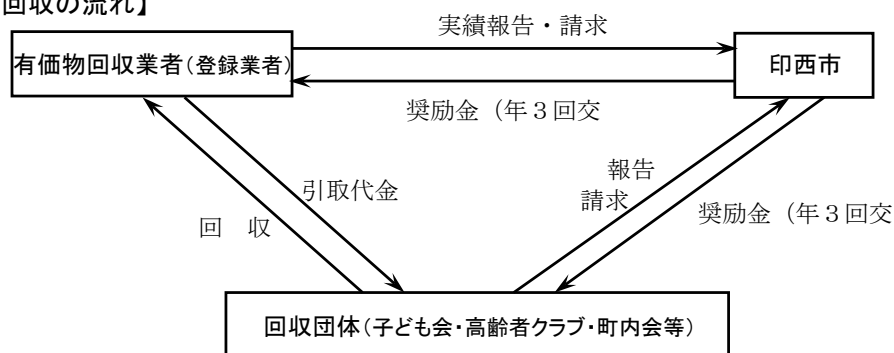 回収の流れ】
実績報告・請求
有価物回収業者(登録業者)
印西市
奨励金（年３回交
報告
請求
引取代金
奨励金（年３回交
回　収
回収団体(子ども会・高齢者クラブ・町内会等)